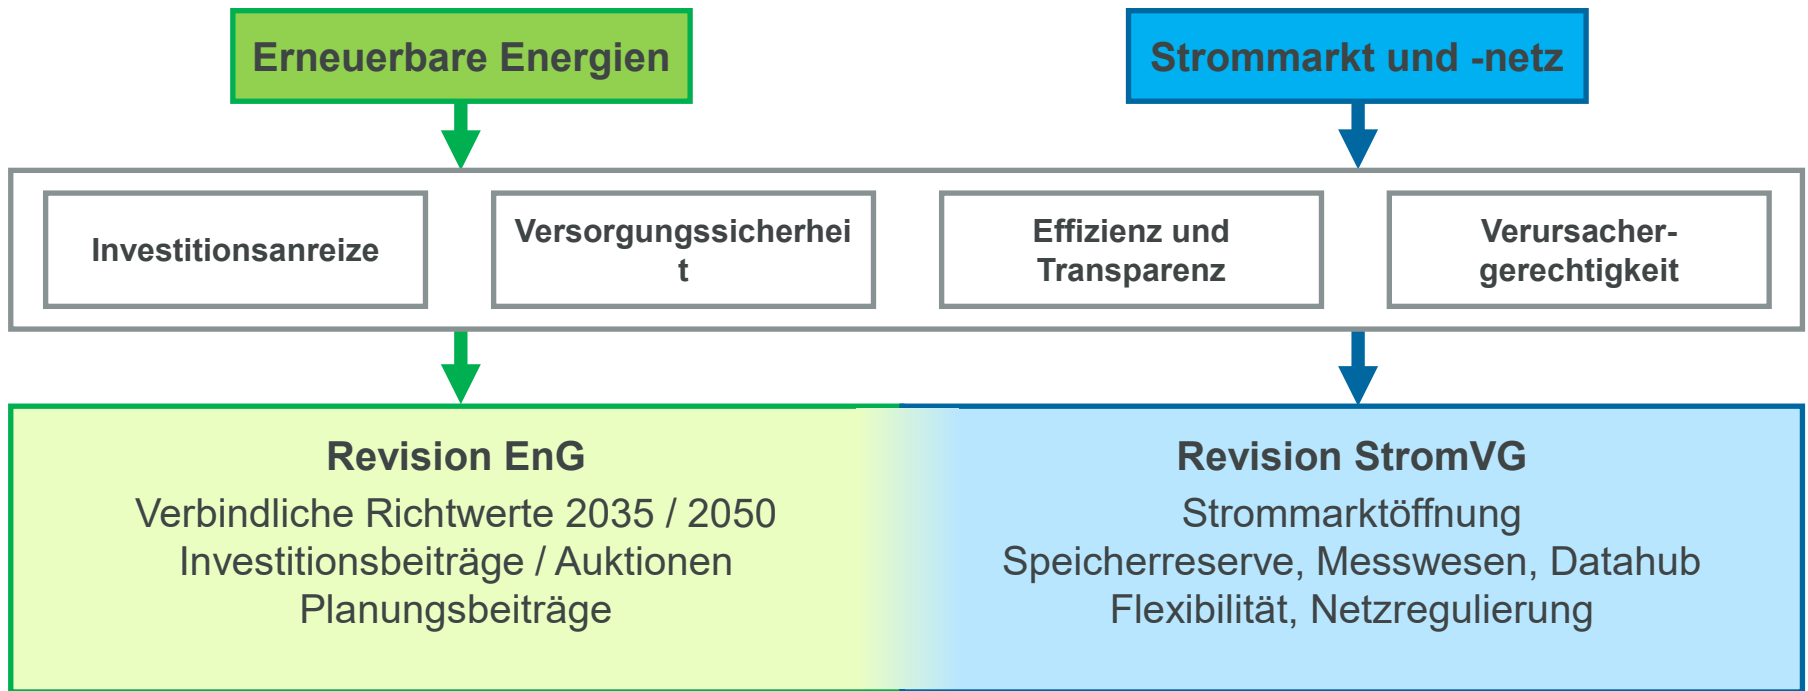 Erneuerbare Energien
Strommarkt und -netz
Investitionsanreize
Versorgungssicherhei
t
Effizienz und
Transparenz
Verursacher-
gerechtigkeit
Revision EnG
Verbindliche Richtwerte 2035 / 2050
Investitionsbeiträge / Auktionen
Planungsbeiträge
Revision StromVG
Strommarktöffnung
Speicherreserve, Messwesen, Datahub
Flexibilität, Netzregulierung